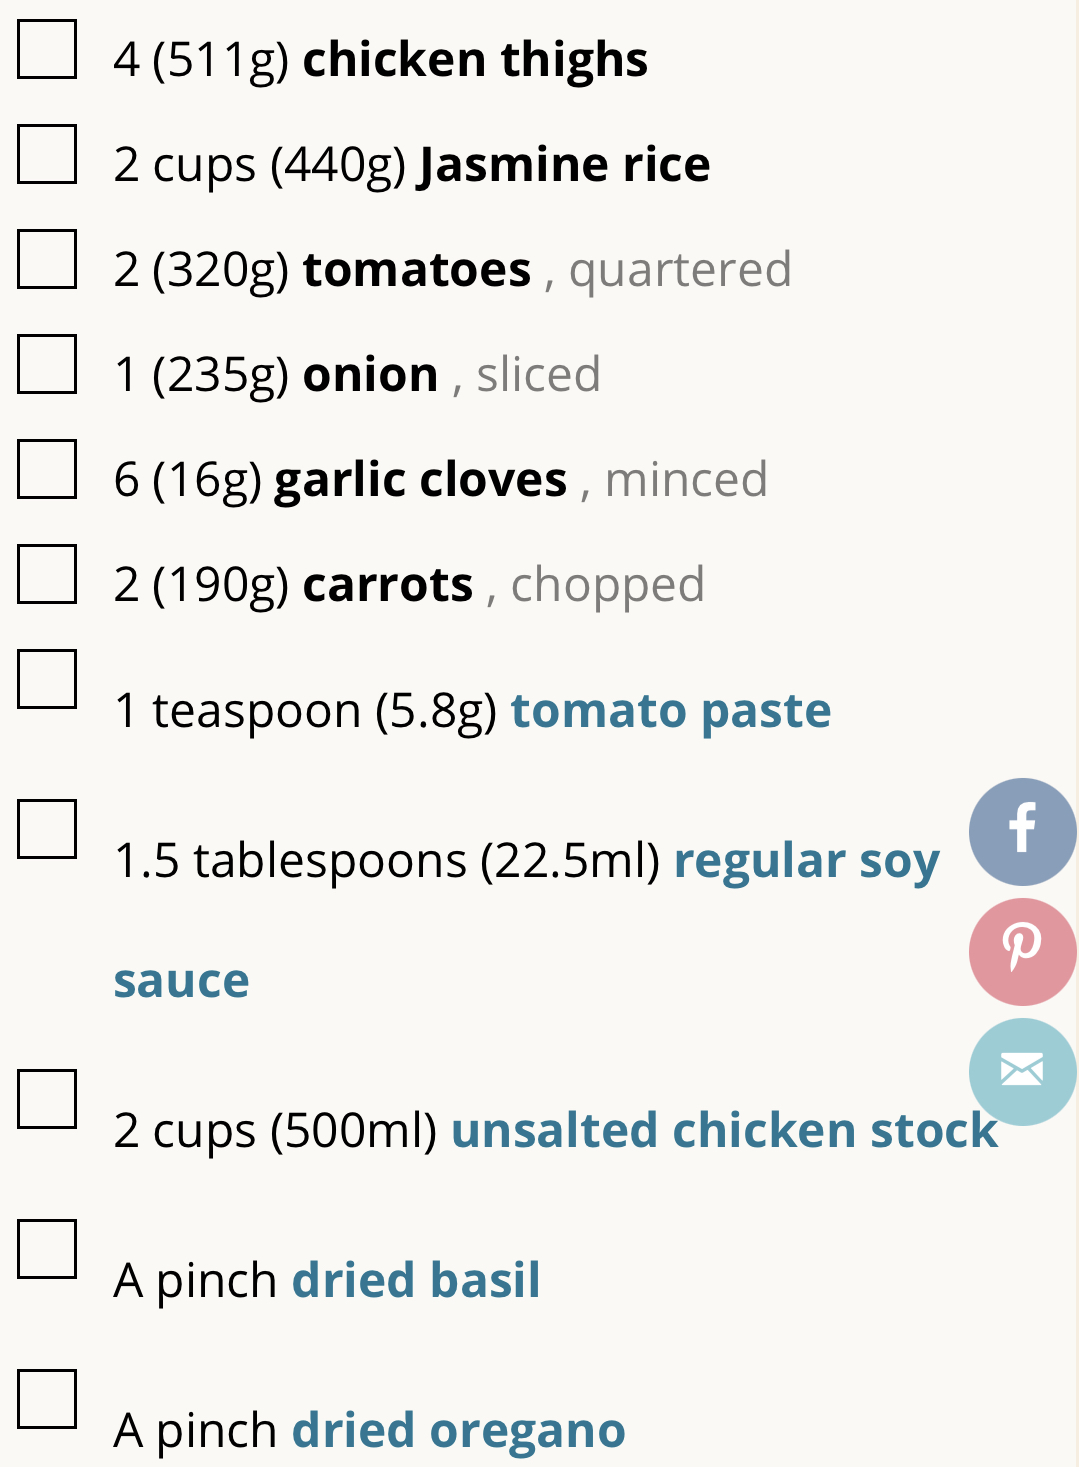 4 (511g) chicken thighs
2 cups (440g) Jasmine rice
2 (320g) tomatoes , quartered
1 (235g) onion , sliced
6 (16g) garlic cloves , minced
2 (190g) carrots , chopped
1 teaspoon (5.8g) tomato paste
1.5 tablespoons (22.5ml) regular soy
sauce
2 cups (500ml) unsalted chicken stock
A pinch dried basil
A pinch dried oregano